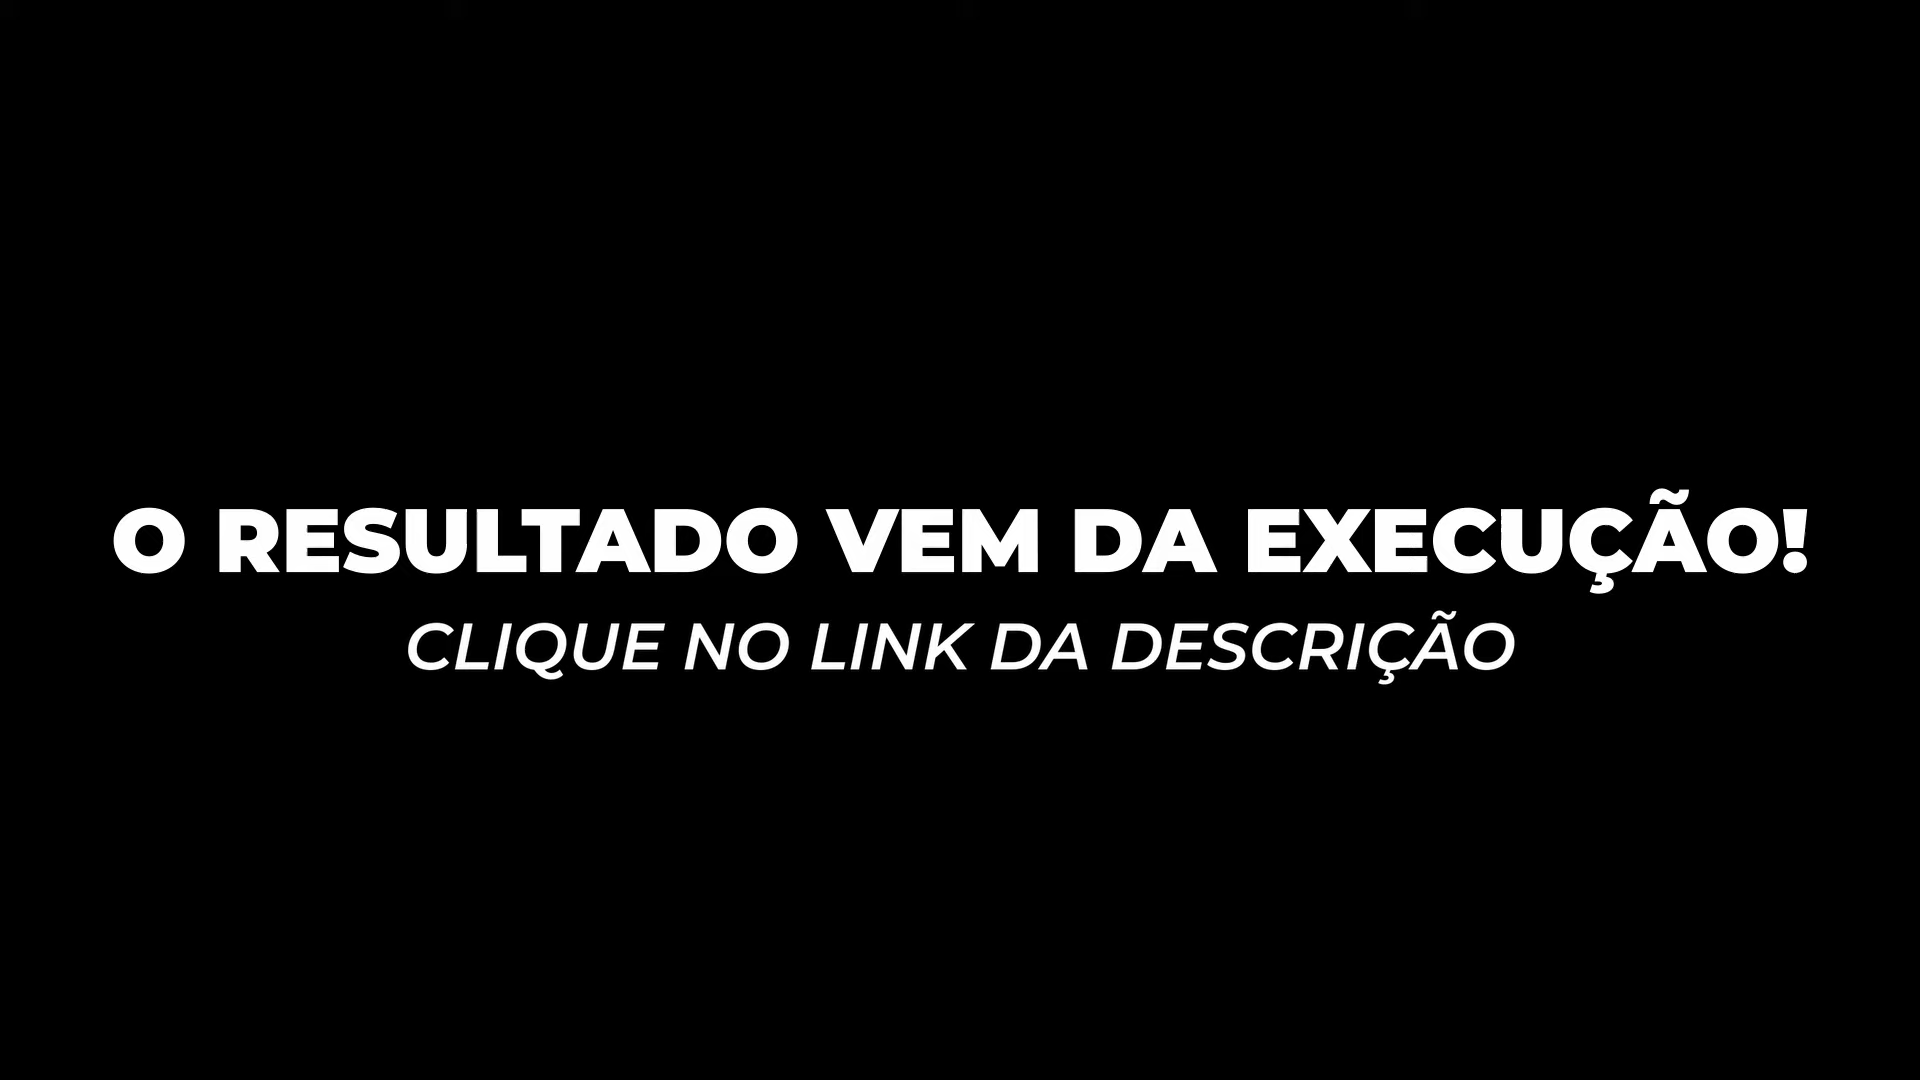 O RESULTADO VEM DA EXECUÇÃO!
CLIQUE NO LINK DA DESCRIÇÃO